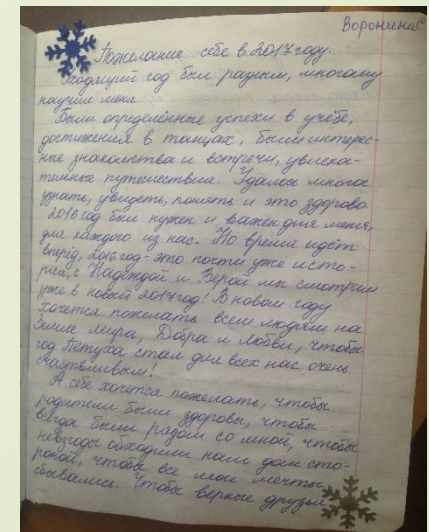 Воронина
Пожелание себе в 2017 году.
Уходящий год был разным, многому
научил меня.
Были определённые успехи в учёбе,
достижения в танцах, были интерес-
ные знакомства и встречи, увлека-
тельные путешествия. Удалось многое
узнать, увидеть, понять и это здорово
2016 год был нужен и важен для меня,
для каждого из нас. Но время идёт
вперёд, 2016 год - это почти уже исто-
рия, с Надеждой и Верой мы смотрим
уже в новый 2017 год! В новом году
хочется пожелать всем людям на
Земле Мира, Добра и Любви, чтобы
год Петуха стал для всех нас очень
счастливым!
А себе хочется пожелать, чтобы
родители были здоровы, чтобы
всегда были рядом со мной, чтобы
невзгоды обходили наш дом сто-
роной, чтобы все мои мечты
сбывались. Чтобы верные друзья